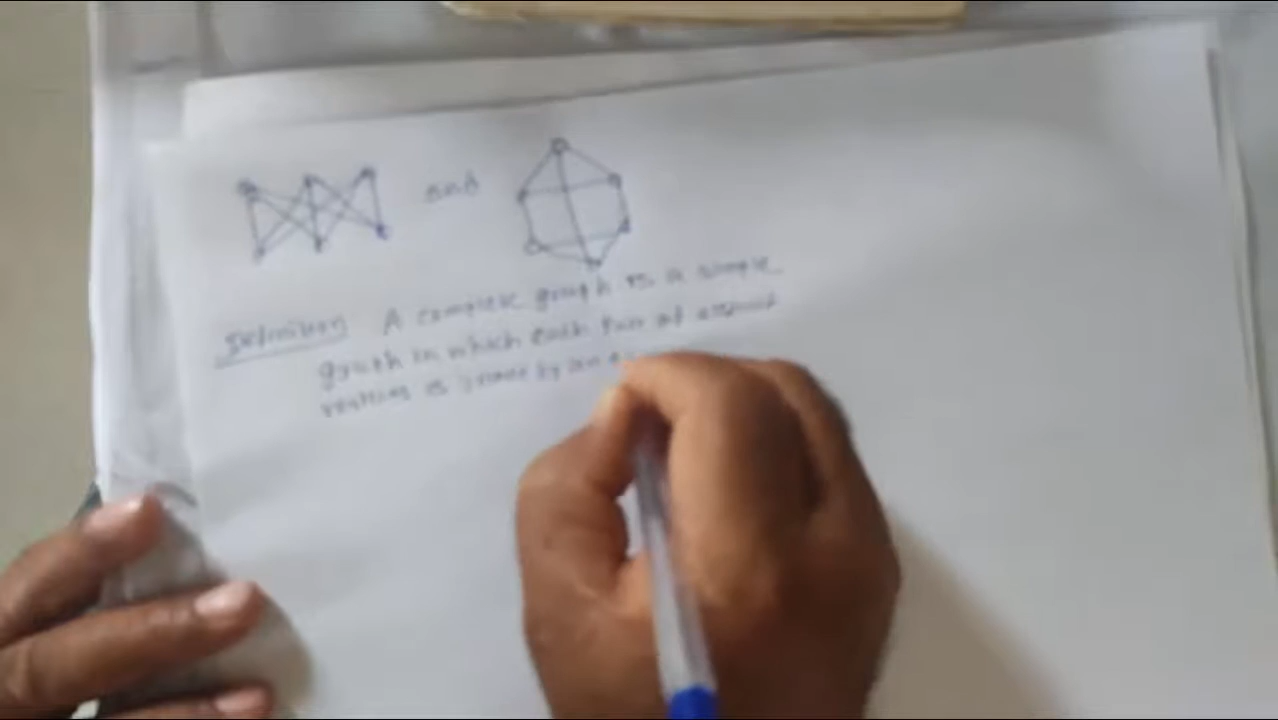 and
Definition A complete graph is a simple
graph in which each pair of distinct
vertices is joined by an